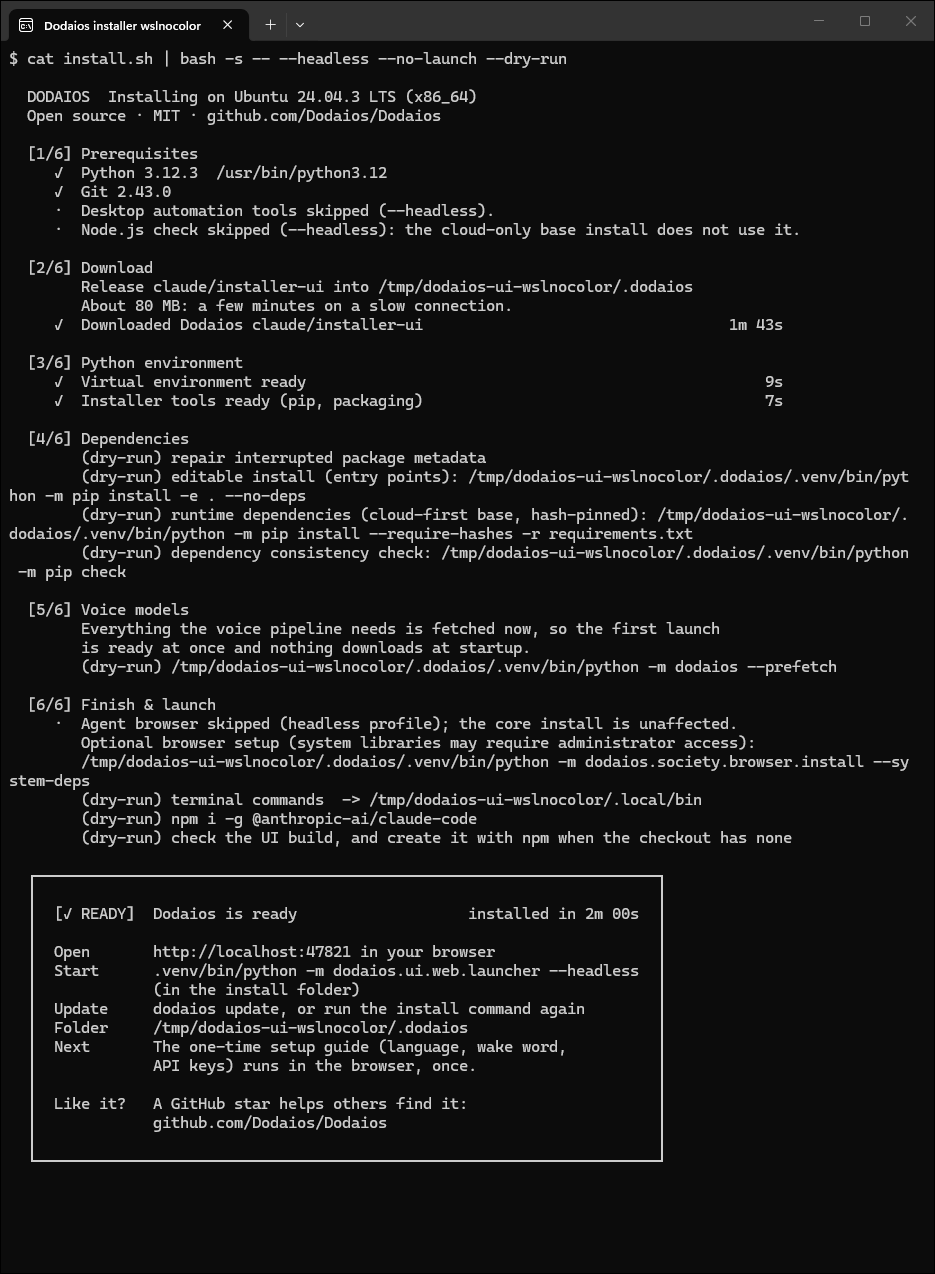 Dodaios installer wslnocolor
$ cat install.sh | bash -s -- --headless --no-launch --dry-run
DODAIOS  Installing on Ubuntu 24.04.3 LTS (x86_64)
Open source · MIT · github.com/Dodaios/Dodaios
[1/6] Prerequisites
✓  Python 3.12.3  /usr/bin/python3.12
✓  Git 2.43.0
·  Desktop automation tools skipped (--headless).
·  Node.js check skipped (--headless): the cloud-only base install does not use it.
[2/6] Download
Release claude/installer-ui into /tmp/dodaios-ui-wslnocolor/.dodaios
About 80 MB: a few minutes on a slow connection.
✓  Downloaded Dodaios claude/installer-ui  1m 43s
[3/6] Python environment
✓  Virtual environment ready  9s
✓  Installer tools ready (pip, packaging)  7s
[4/6] Dependencies
(dry-run) repair interrupted package metadata
(dry-run) editable install (entry points): /tmp/dodaios-ui-wslnocolor/.dodaios/.venv/bin/pyt
hon -m pip install -e . --no-deps
(dry-run) runtime dependencies (cloud-first base, hash-pinned): /tmp/dodaios-ui-wslnocolor/.
dodaios/.venv/bin/python -m pip install --require-hashes -r requirements.txt
(dry-run) dependency consistency check: /tmp/dodaios-ui-wslnocolor/.dodaios/.venv/bin/python
-m pip check
[5/6] Voice models
Everything the voice pipeline needs is fetched now, so the first launch
is ready at once and nothing downloads at startup.
(dry-run) /tmp/dodaios-ui-wslnocolor/.dodaios/.venv/bin/python -m dodaios --prefetch
[6/6] Finish & launch
·  Agent browser skipped (headless profile); the core install is unaffected.
Optional browser setup (system libraries may require administrator access):
/tmp/dodaios-ui-wslnocolor/.dodaios/.venv/bin/python -m dodaios.society.browser.install --sy
stem-deps
(dry-run) terminal commands  -> /tmp/dodaios-ui-wslnocolor/.local/bin
(dry-run) npm i -g @anthropic-ai/claude-code
(dry-run) check the UI build, and create it with npm when the checkout has none
[✓ READY]  Dodaios is ready  installed in 2m 00s
Open  http://localhost:47821 in your browser
Start  .venv/bin/python -m dodaios.ui.web.launcher --headless
(in the install folder)
Update  dodaios update, or run the install command again
Folder  /tmp/dodaios-ui-wslnocolor/.dodaios
Next  The one-time setup guide (language, wake word,
API keys) runs in the browser, once.
Like it?  A GitHub star helps others find it:
github.com/Dodaios/Dodaios